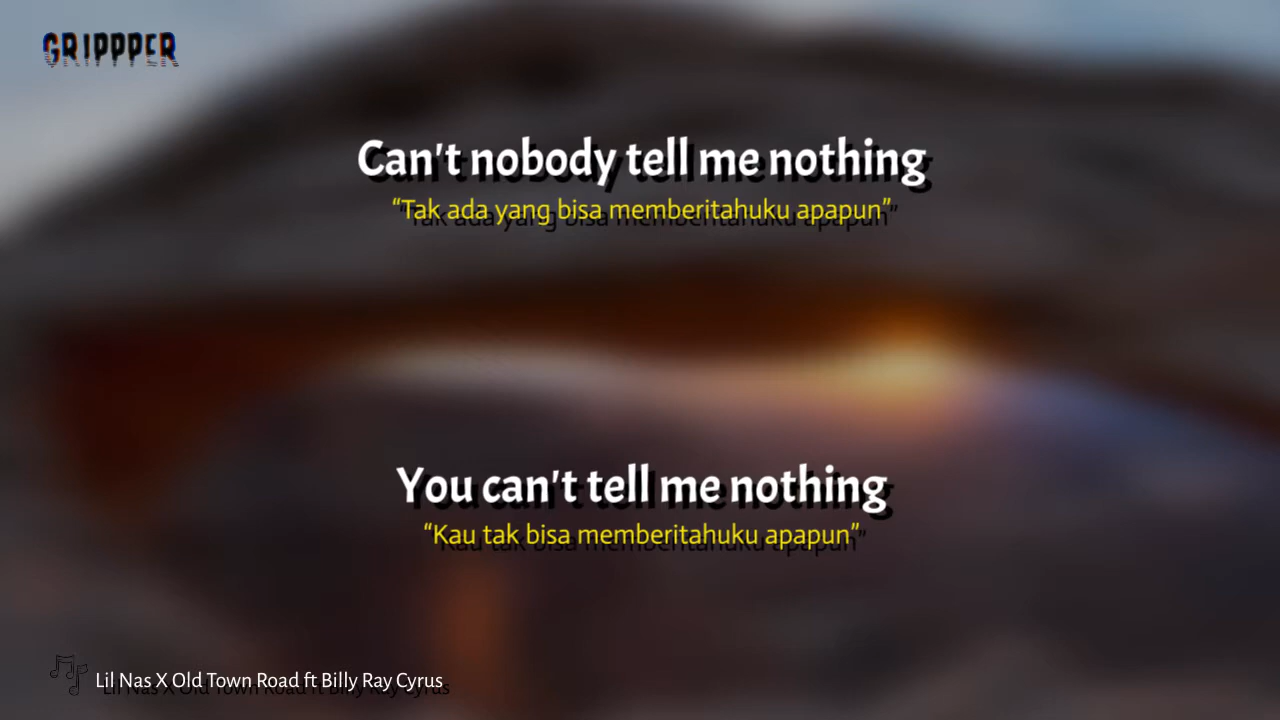 GRIPPPER
Can't nobody tell me nothing
“Tak ada yang bisa memberitahuku apapun”
You can't tell me nothing
“Kau tak bisa memberitahuku apapun”
Lil Nas X Old Town Road ft Billy Ray Cyrus